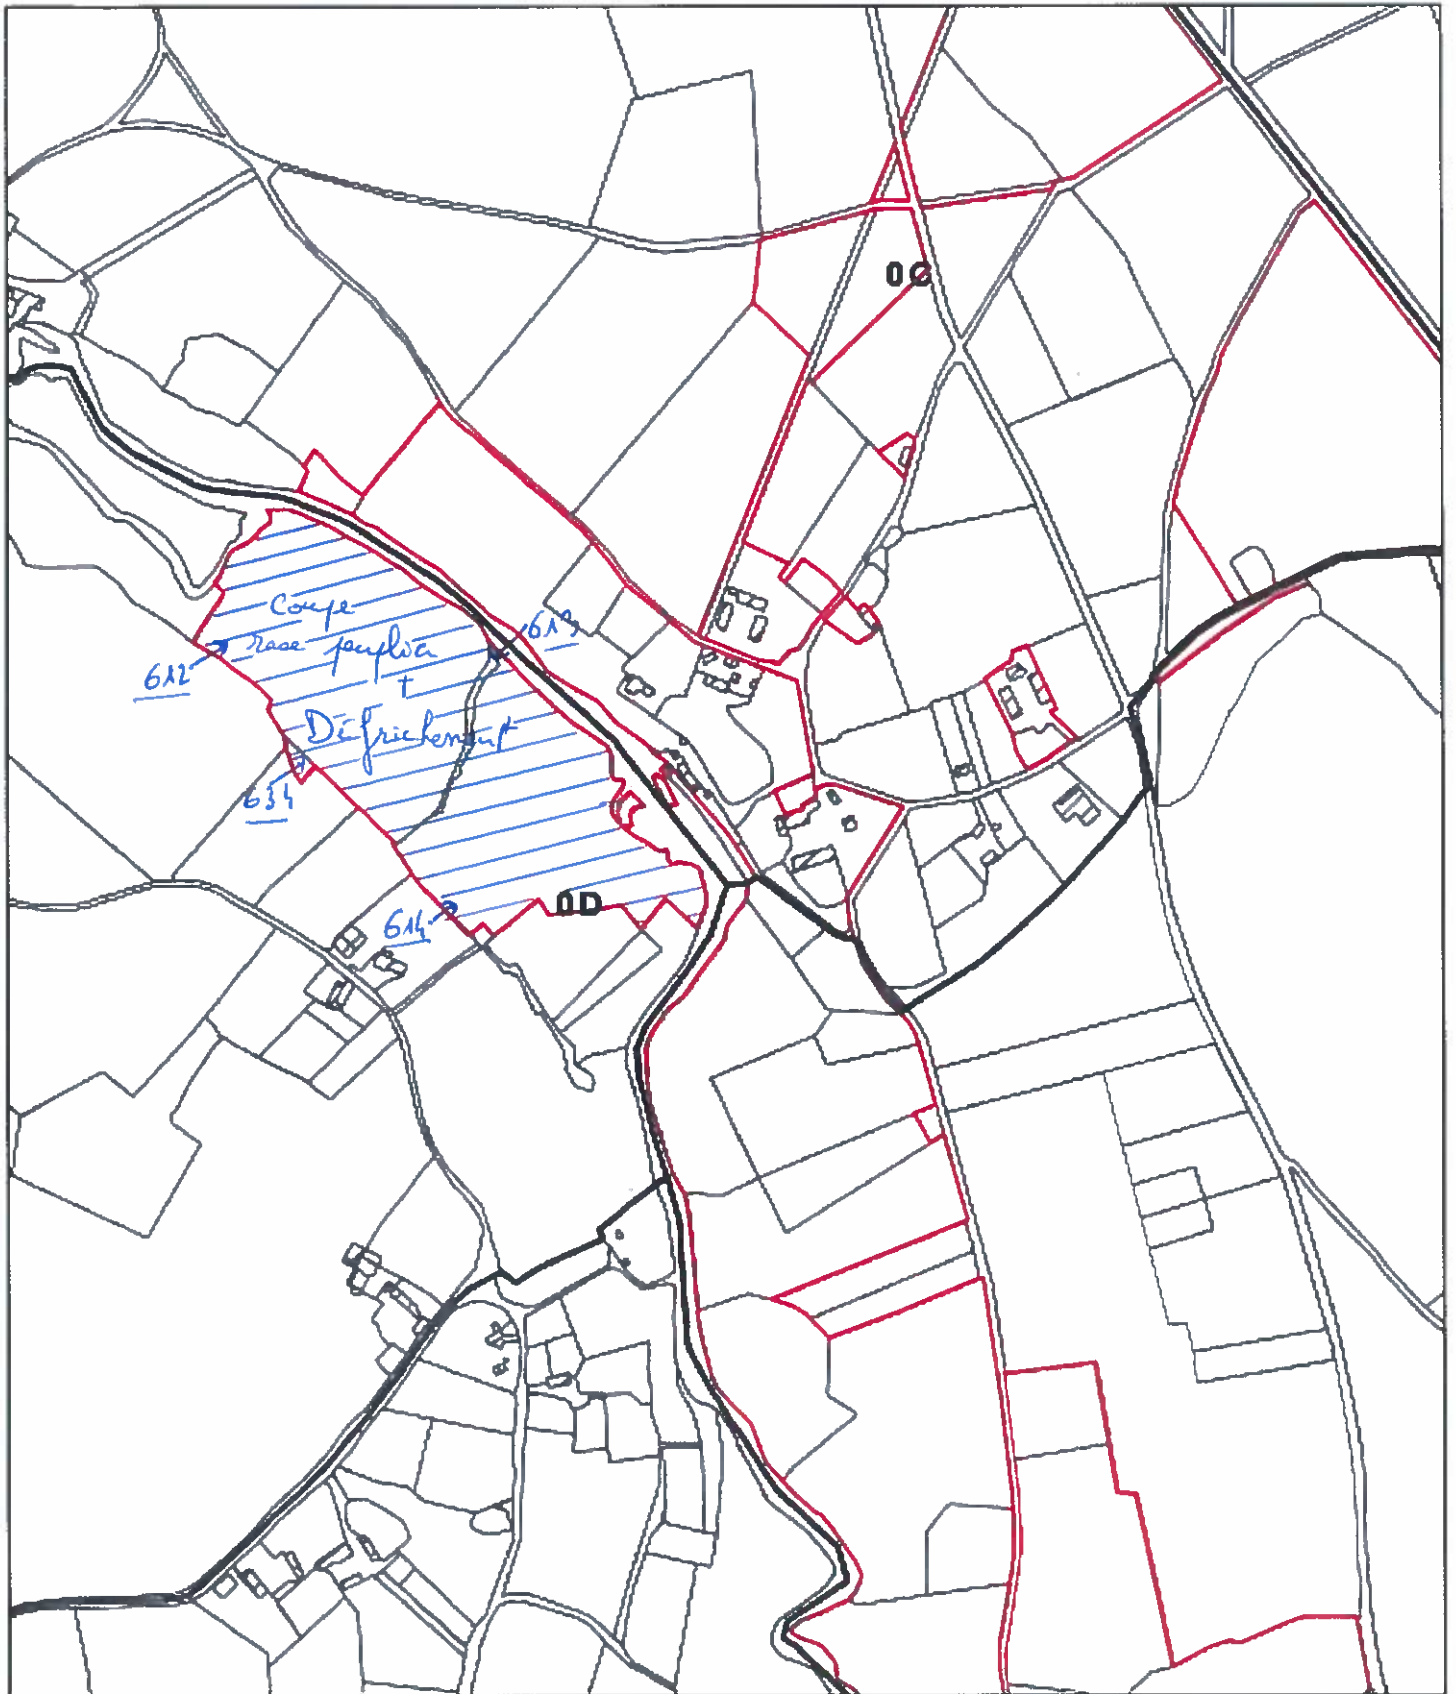 0C
Coupe
rase peuplier
+
Défrichement
613
612
634
0D
614